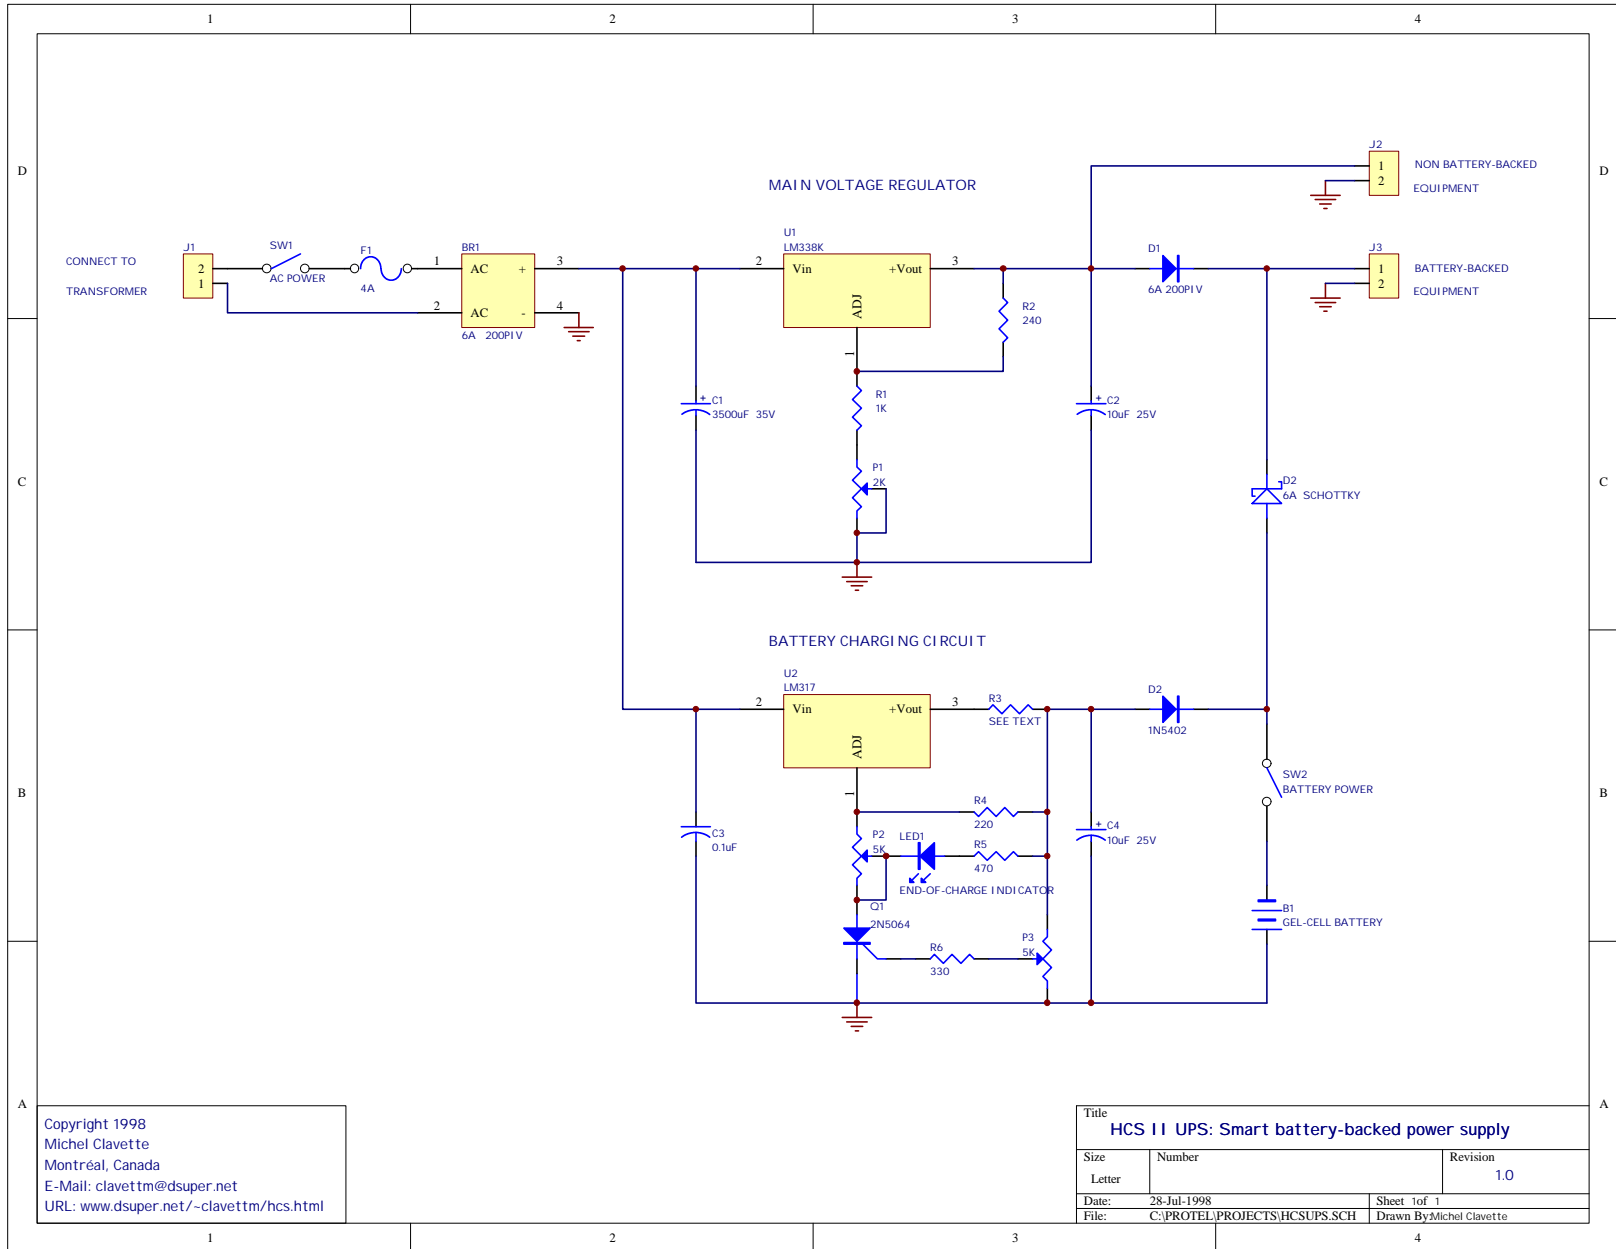 1 2 3 4
D D
C C
B B
A A
MAIN VOLTAGE REGULATOR
J2
1
2
NON BATTERY-BACKED
EQUIPMENT
CONNECT TO
TRANSFORMER
J1
2
1
SW1
AC POWER
F1
4A
BR1
1 AC + 3
2 AC - 4
6A 200PIV
U1
LM338K
2 Vin +Vout 3
ADJ
1
R2
240
D1
6A 200PIV
J3
1
2
BATTERY-BACKED
EQUIPMENT
+ C1
3500uF 35V
R1
1K
P1
2K
+ C2
10uF 25V
D2
6A SCHOTTKY
BATTERY CHARGING CIRCUIT
U2
LM317
2 Vin +Vout 3
ADJ
1
R3
SEE TEXT
D2
1N5402
SW2
BATTERY POWER
C3
0.1uF
R4
220
P2
5K
LED1
R5
470
END-OF-CHARGE INDICATOR
+ C4
10uF 25V
Q1
2N5064
R6
330
P3
5K
B1
GEL-CELL BATTERY
Copyright 1998
Michel Clavette
Montréal, Canada
E-Mail: clavettm@dsuper.net
URL: www.dsuper.net/~clavettm/hcs.html
Title
HCS II UPS: Smart battery-backed power supply
Size Number Revision
Letter 1.0
Date: 28-Jul-1998 Sheet 1of 1
File: C:\PROTEL\PROJECTS\HCSUPS.SCH Drawn By:Michel Clavette
1 2 3 4